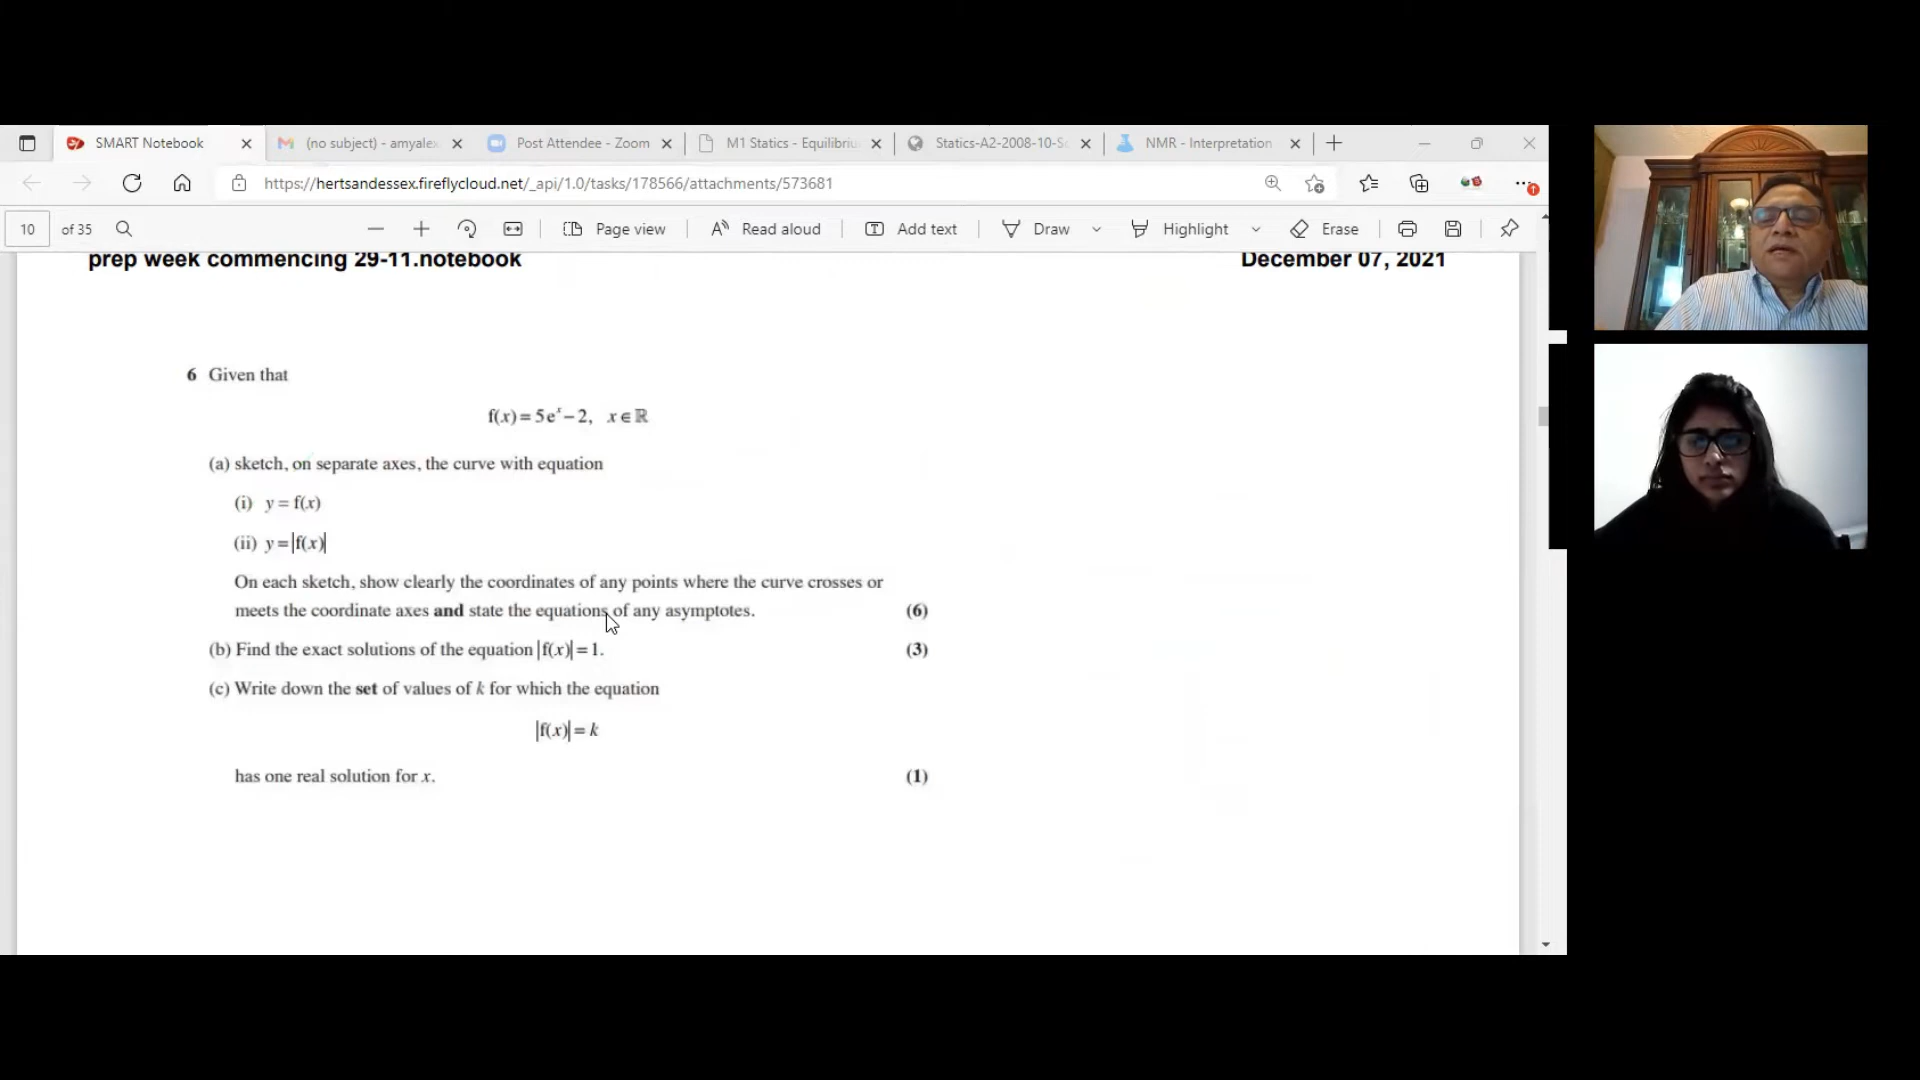 SMART Notebook
(no subject) - amyalex
Post Attendee - Zoom
M1 Statics - Equilibriu
Statics-A2-2008-10-So
NMR - Interpretation
https://hertsandessex.fireflycloud.net/_api/1.0/tasks/178566/attachments/573681
10 of 35
Page view
Read aloud
Add text
Draw
Highlight
Erase
prep week commencing 29-11.notebook
December 07, 2021
6 Given that
f(x) = 5eˣ − 2, x ∈ ℝ
(a) sketch, on separate axes, the curve with equation
(i) y = f(x)
(ii) y = |f(x)|
On each sketch, show clearly the coordinates of any points where the curve crosses or
meets the coordinate axes and state the equations of any asymptotes. (6)
(b) Find the exact solutions of the equation |f(x)| = 1. (3)
(c) Write down the set of values of k for which the equation
|f(x)| = k
has one real solution for x. (1)